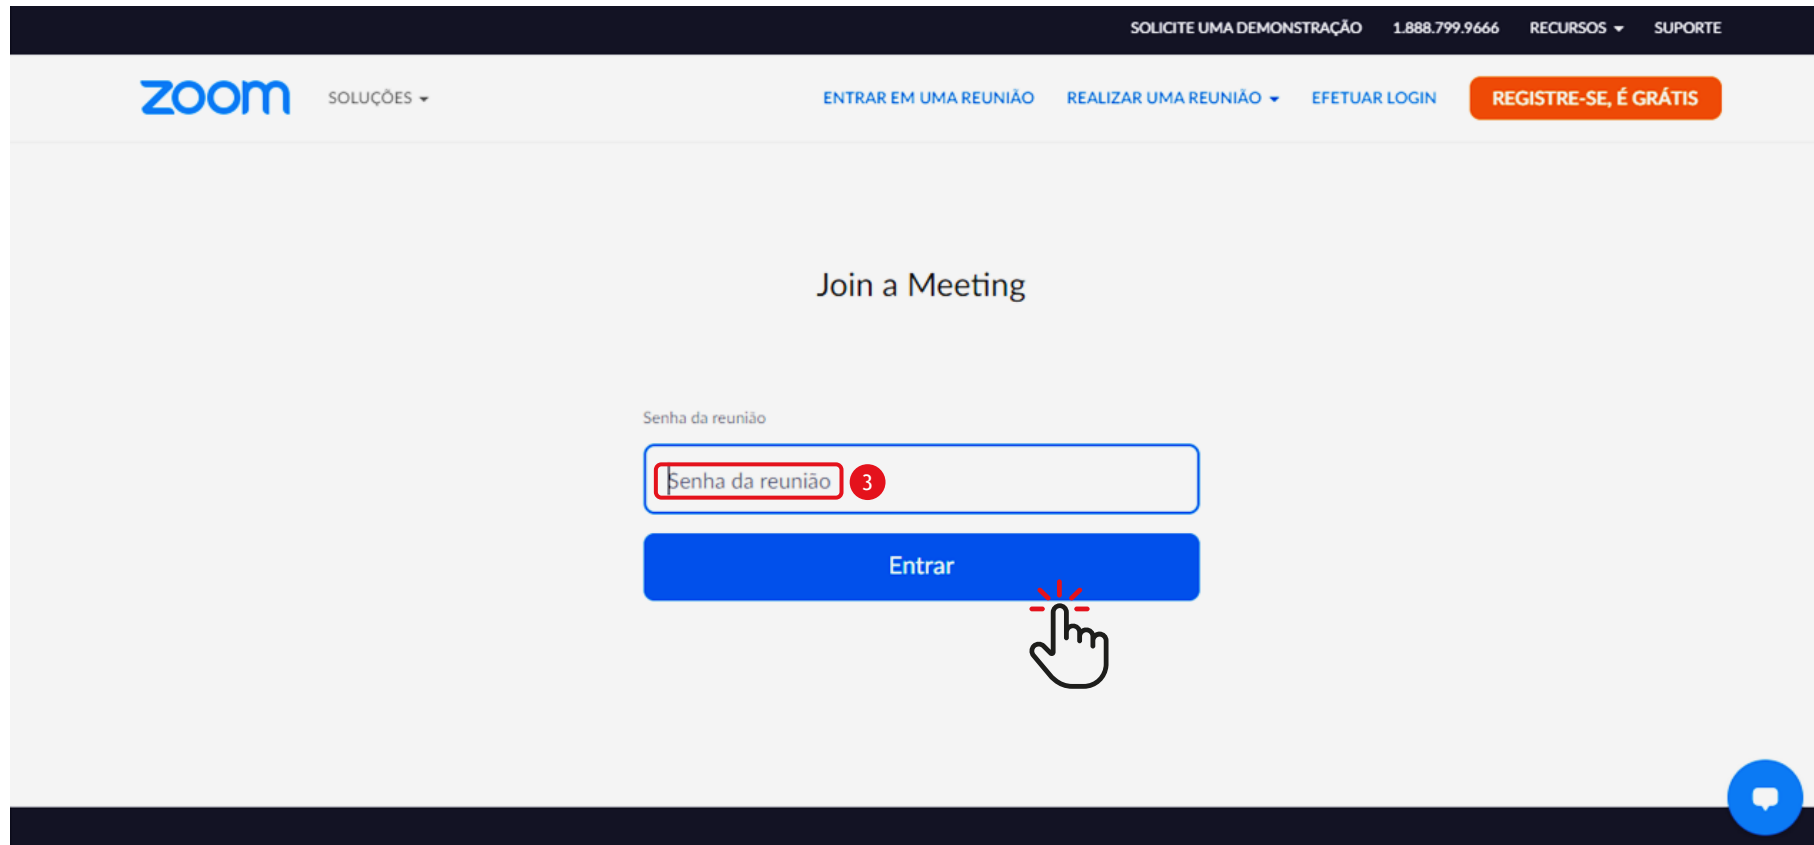 SOLICITE UMA DEMONSTRAÇÃO 1.888.799.9666 RECURSOS SUPORTE
zoom SOLUÇÕES ENTRAR EM UMA REUNIÃO REALIZAR UMA REUNIÃO EFETUAR LOGIN REGISTRE-SE, É GRÁTIS
Join a Meeting
Senha da reunião
Senha da reunião 3
Entrar